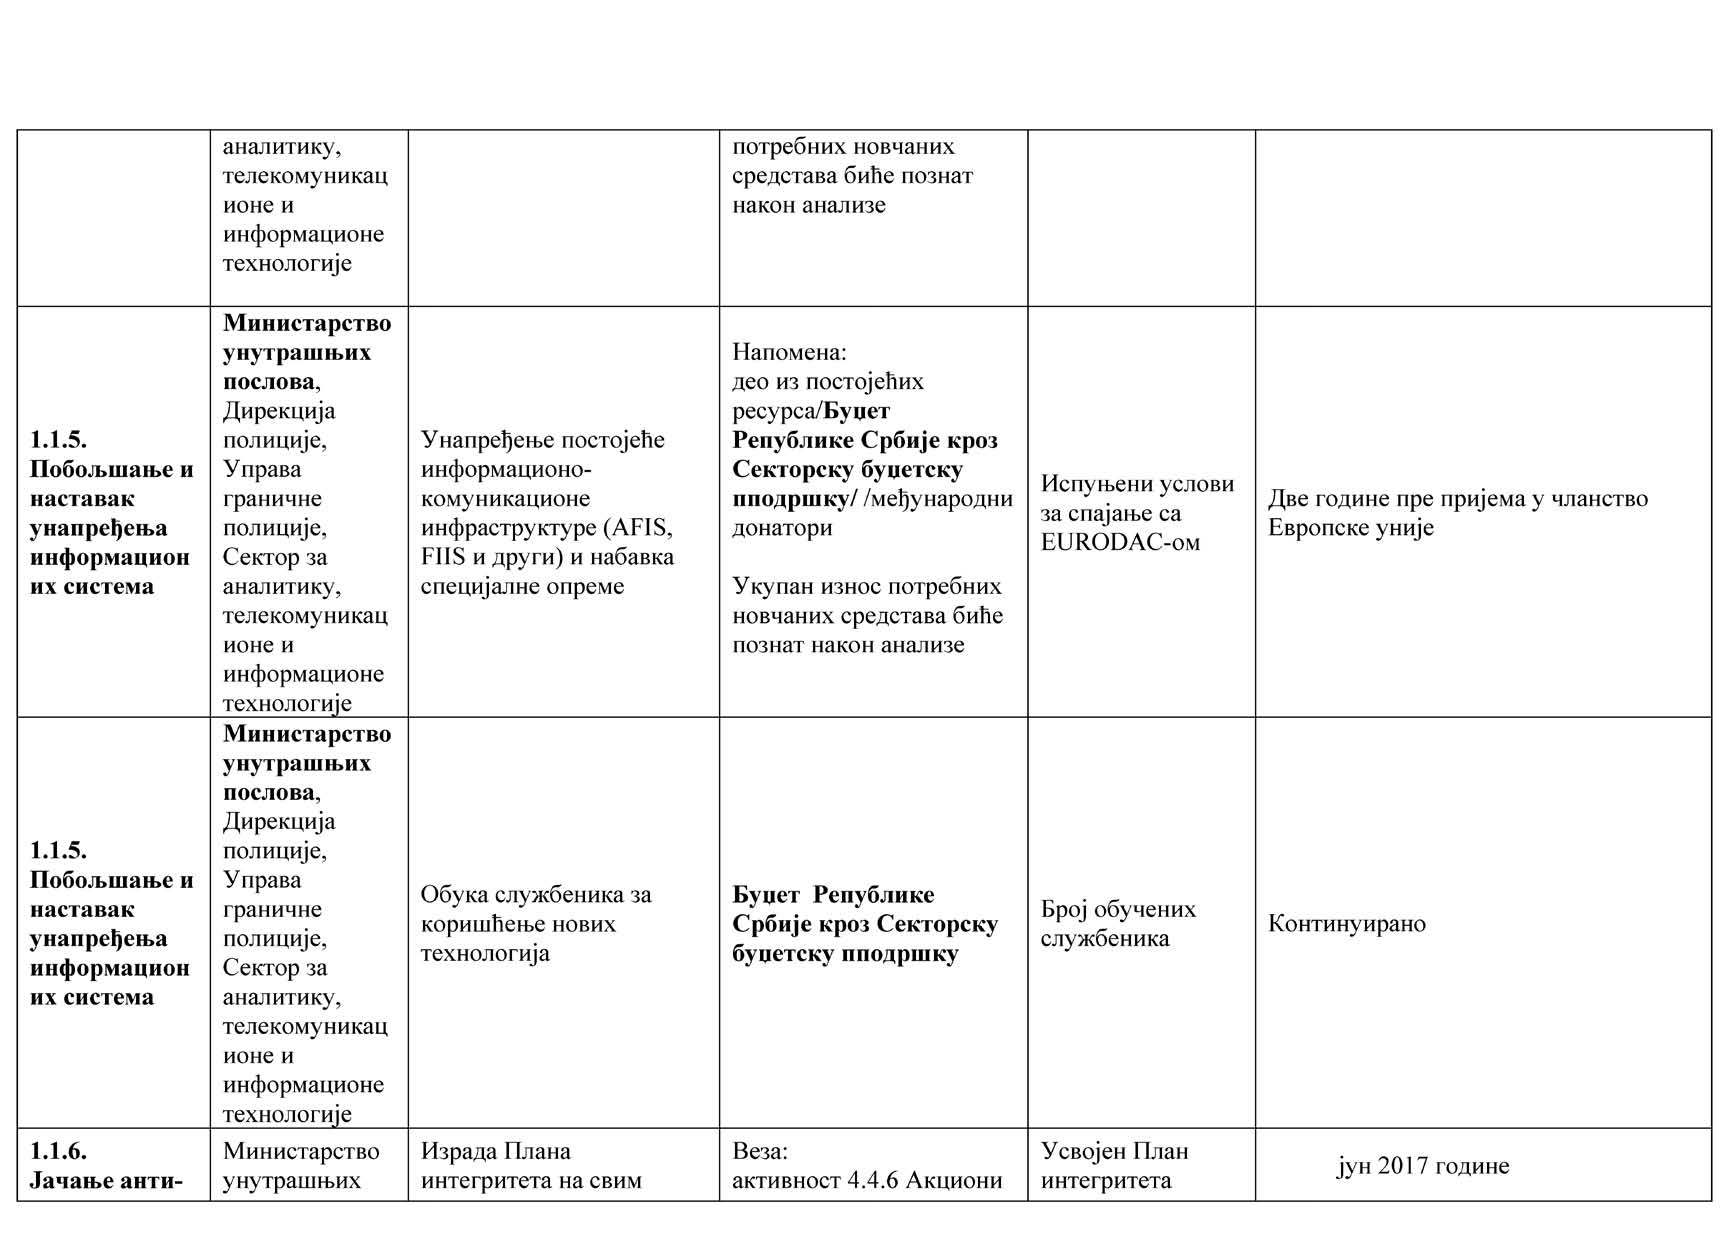 аналитику,
телекомуникац
ионе и
информационе
технологије
потребних новчаних
средстава биће познат
након анализе
1.1.5.
Побољшање и
наставак
унапређења
информацион
их система
Министарство
унутрашњих
послова,
Дирекција
полиције,
Управа
граничне
полиције,
Сектор за
аналитику,
телекомуникац
ионе и
информационе
технологије
Унапређење постојеће
информационо-
комуникационе
инфраструктуре (AFIS,
FIIS и други) и набавка
специјалне опреме
Напомена:
део из постојећих
ресурса/Буџет
Републике Србије кроз
Секторску буџетску
пподршку/ /међународни
донатори
Укупан износ потребних
новчаних средстава биће
познат након анализе
Испуњени услови
за спајање са
EURODAC-ом
Две године пре пријема у чланство
Европске уније
1.1.5.
Побољшање и
наставак
унапређења
информацион
их система
Министарство
унутрашњих
послова,
Дирекција
полиције,
Управа
граничне
полиције,
Сектор за
аналитику,
телекомуникац
ионе и
информационе
технологије
Обука службеника за
коришћење нових
технологија
Буџет  Републике
Србије кроз Секторску
буџетску пподршку
Број обучених
службеника
Континуирано
1.1.6.
Јачање анти-
Министарство
унутрашњих
Израда Плана
интегритета на свим
Веза:
активност 4.4.6 Акциони
Усвојен План
интегритета
јун 2017 године